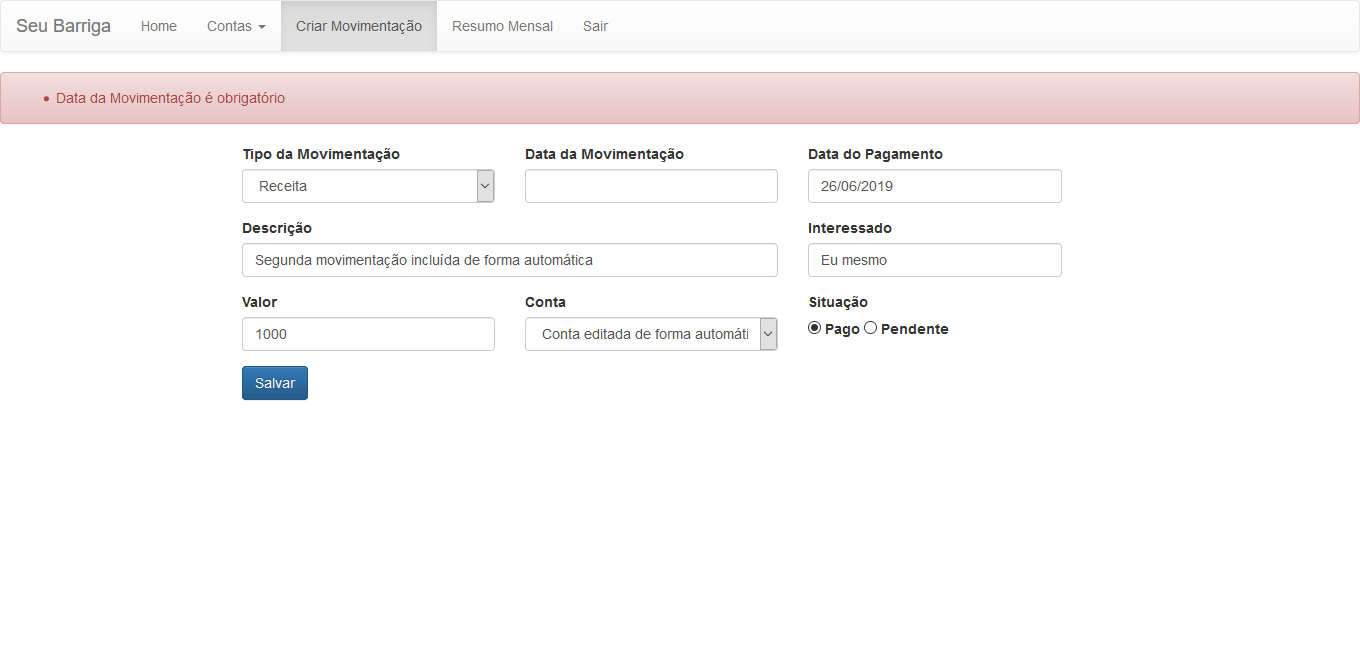 Seu Barriga Home Contas Criar Movimentação Resumo Mensal Sair
• Data da Movimentação é obrigatório
Tipo da Movimentação Data da Movimentação Data do Pagamento
Receita 26/06/2019
Descrição Interessado
Segunda movimentação incluída de forma automática Eu mesmo
Valor Conta Situação
1000 Conta editada de forma automáti Pago Pendente
Salvar